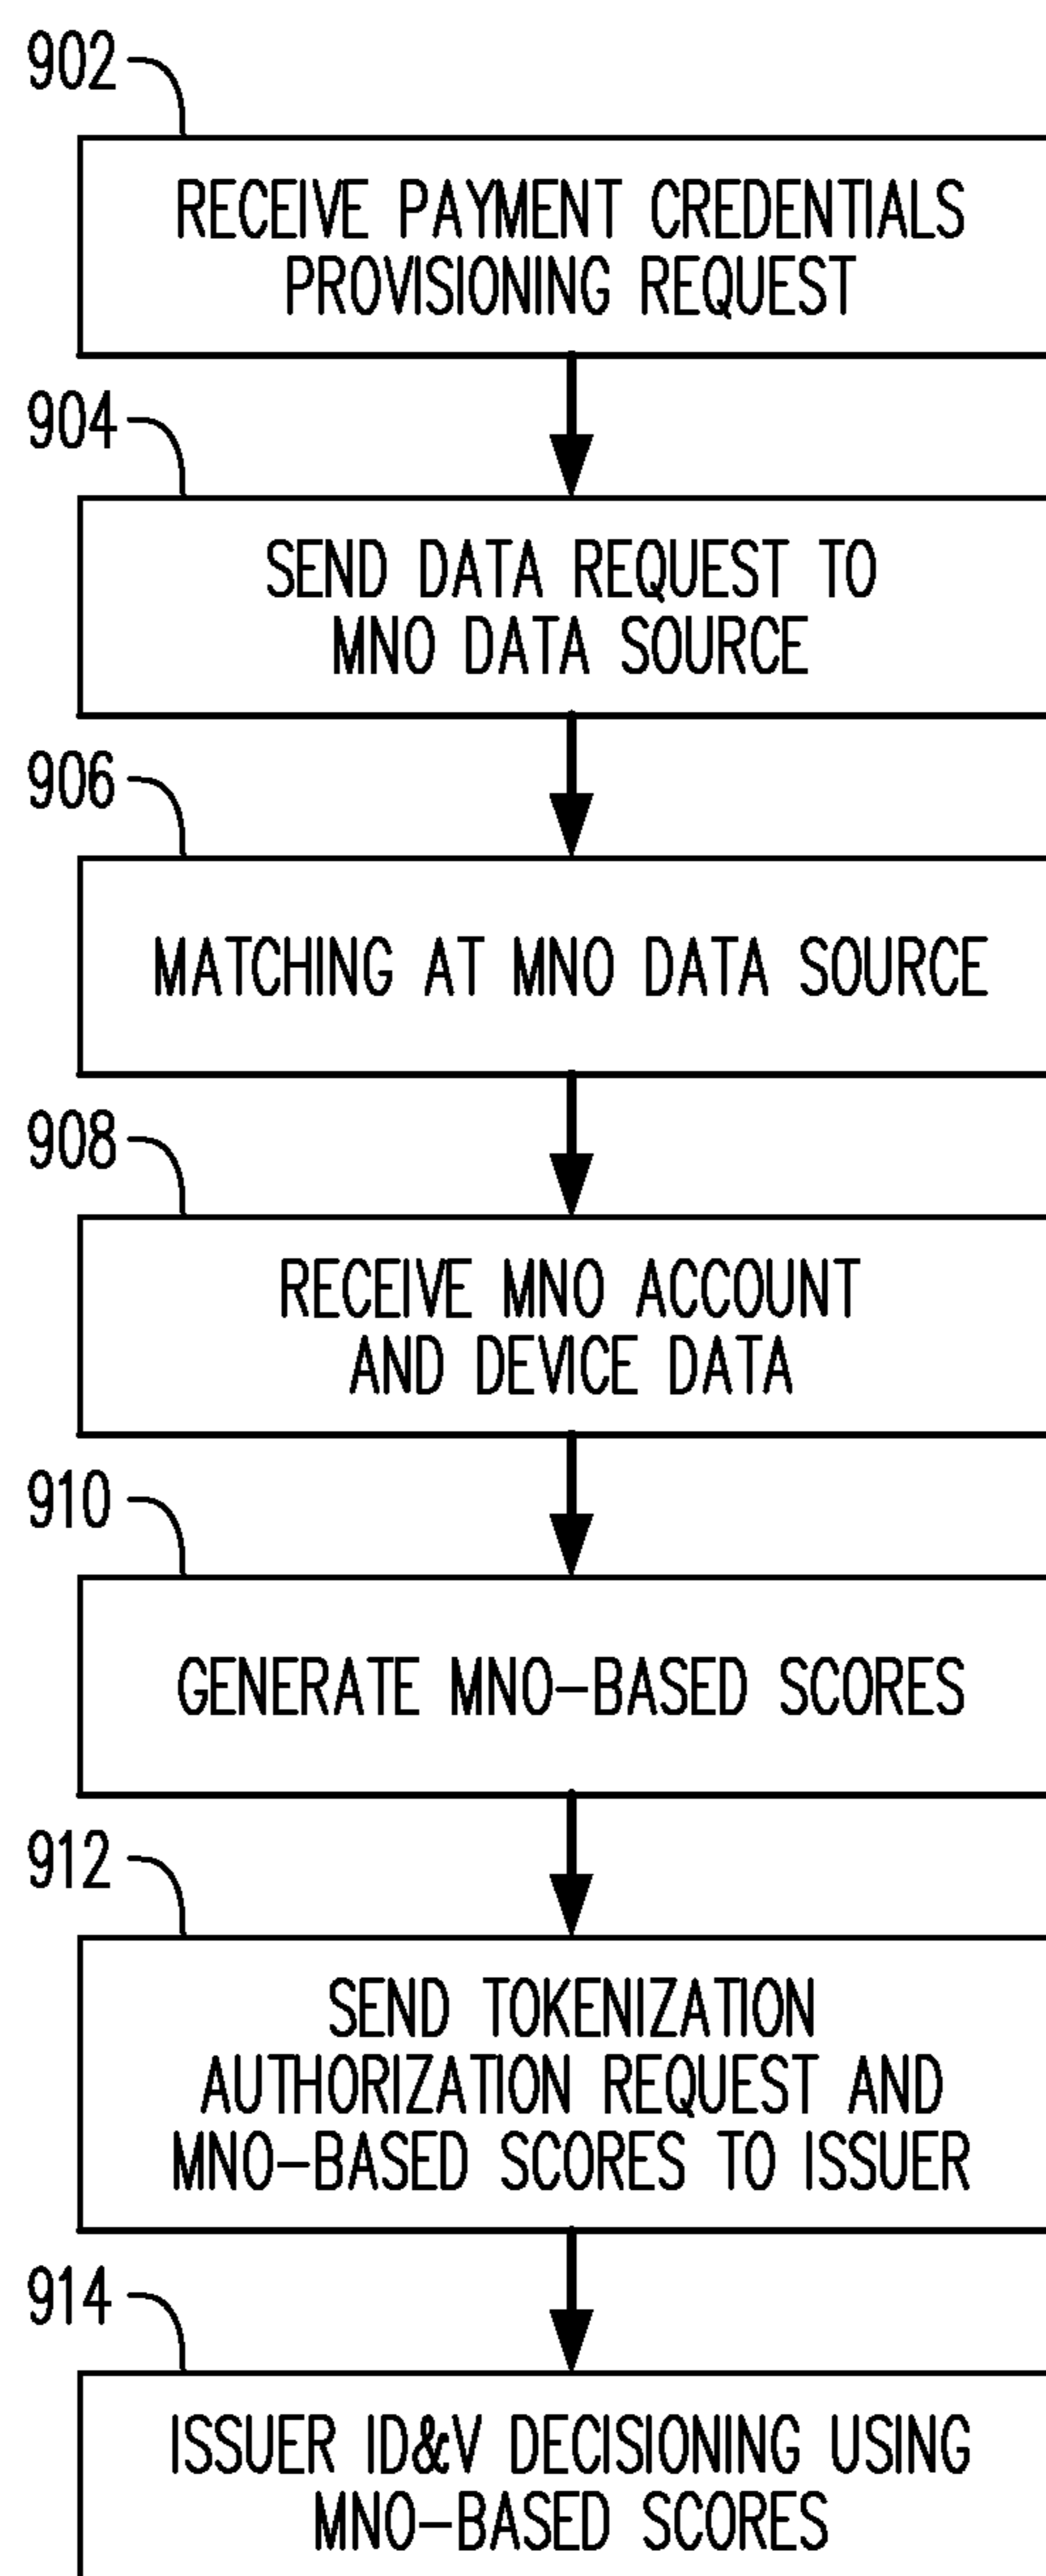 902
RECEIVE PAYMENT CREDENTIALS
PROVISIONING REQUEST
904
SEND DATA REQUEST TO
MNO DATA SOURCE
906
MATCHING AT MNO DATA SOURCE
908
RECEIVE MNO ACCOUNT
AND DEVICE DATA
910
GENERATE MNO-BASED SCORES
912
SEND TOKENIZATION
AUTHORIZATION REQUEST AND
MNO-BASED SCORES TO ISSUER
914
ISSUER ID&V DECISIONING USING
MNO-BASED SCORES